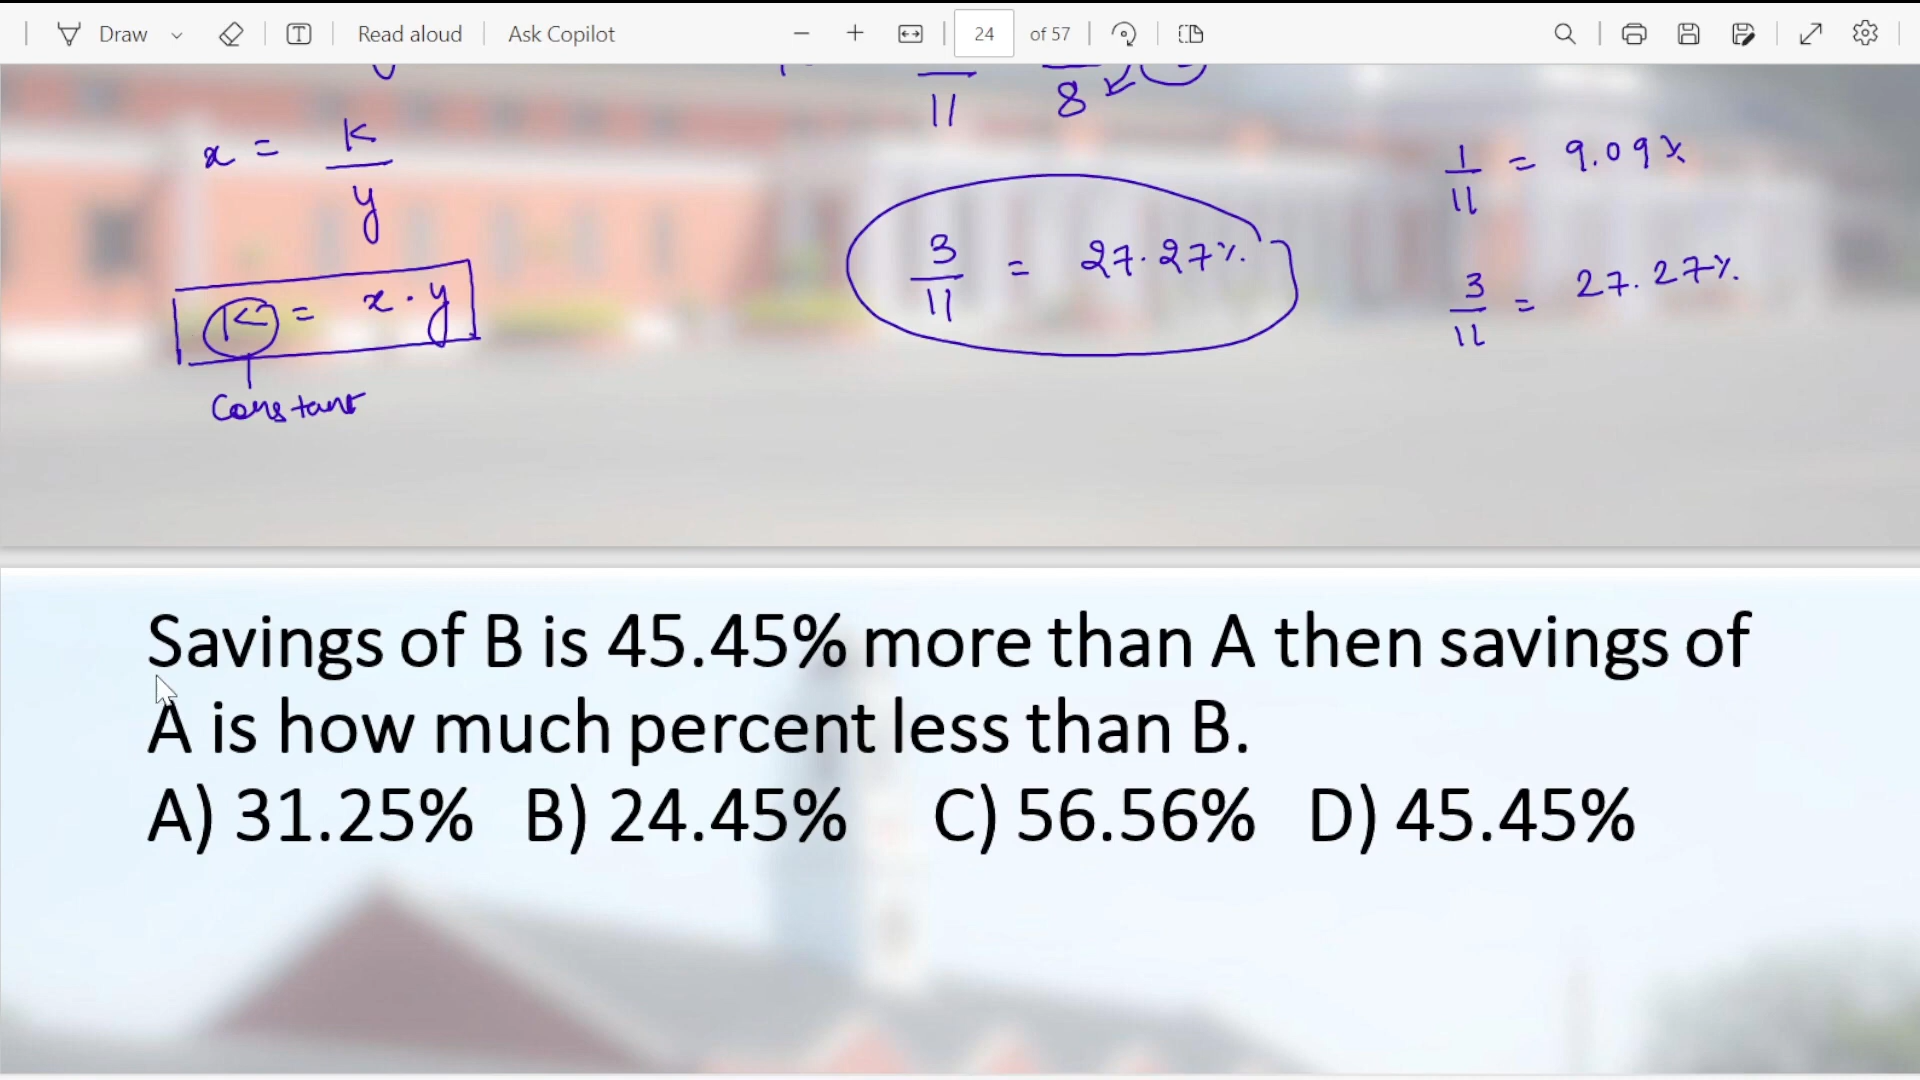 Draw
Read aloud
Ask Copilot
24 of 57
11
8
x = K / y
1/11 = 9.09%
3/11 = 27.27%
3/11 = 27.27%
K = x · y
Constant
Savings of B is 45.45% more than A then savings of
A is how much percent less than B.
A) 31.25% B) 24.45% C) 56.56% D) 45.45%